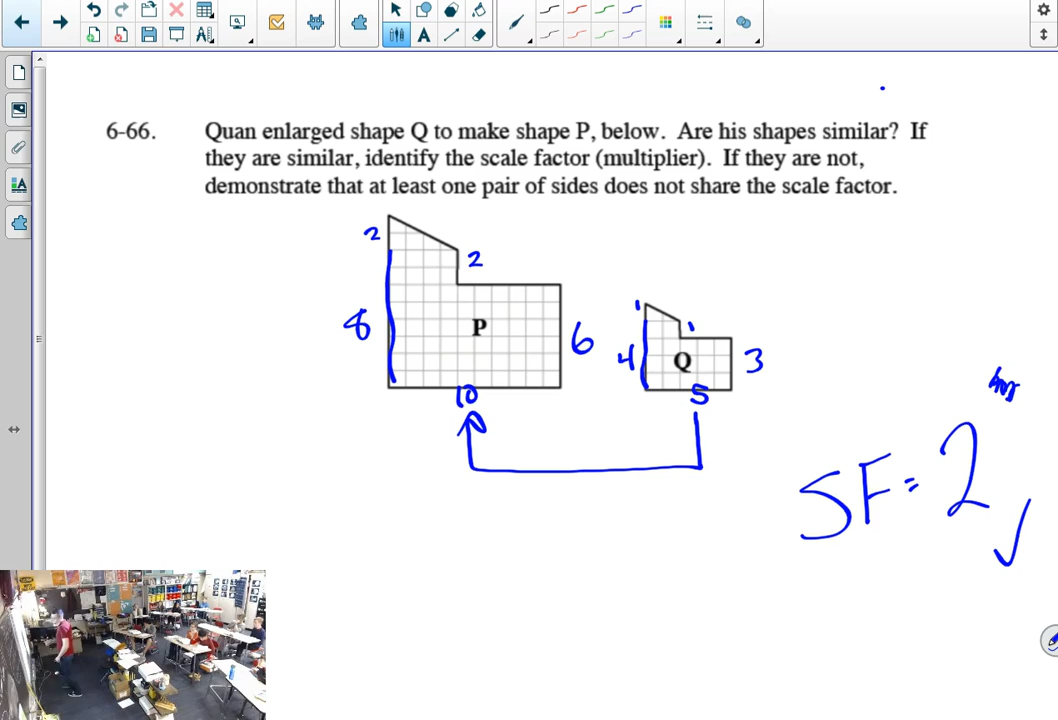 6-66. Quan enlarged shape Q to make shape P, below. Are his shapes similar? If
they are similar, identify the scale factor (multiplier). If they are not,
demonstrate that at least one pair of sides does not share the scale factor.
2
2
8
P
6
10
1
1
4
Q
3
5
SF = 2